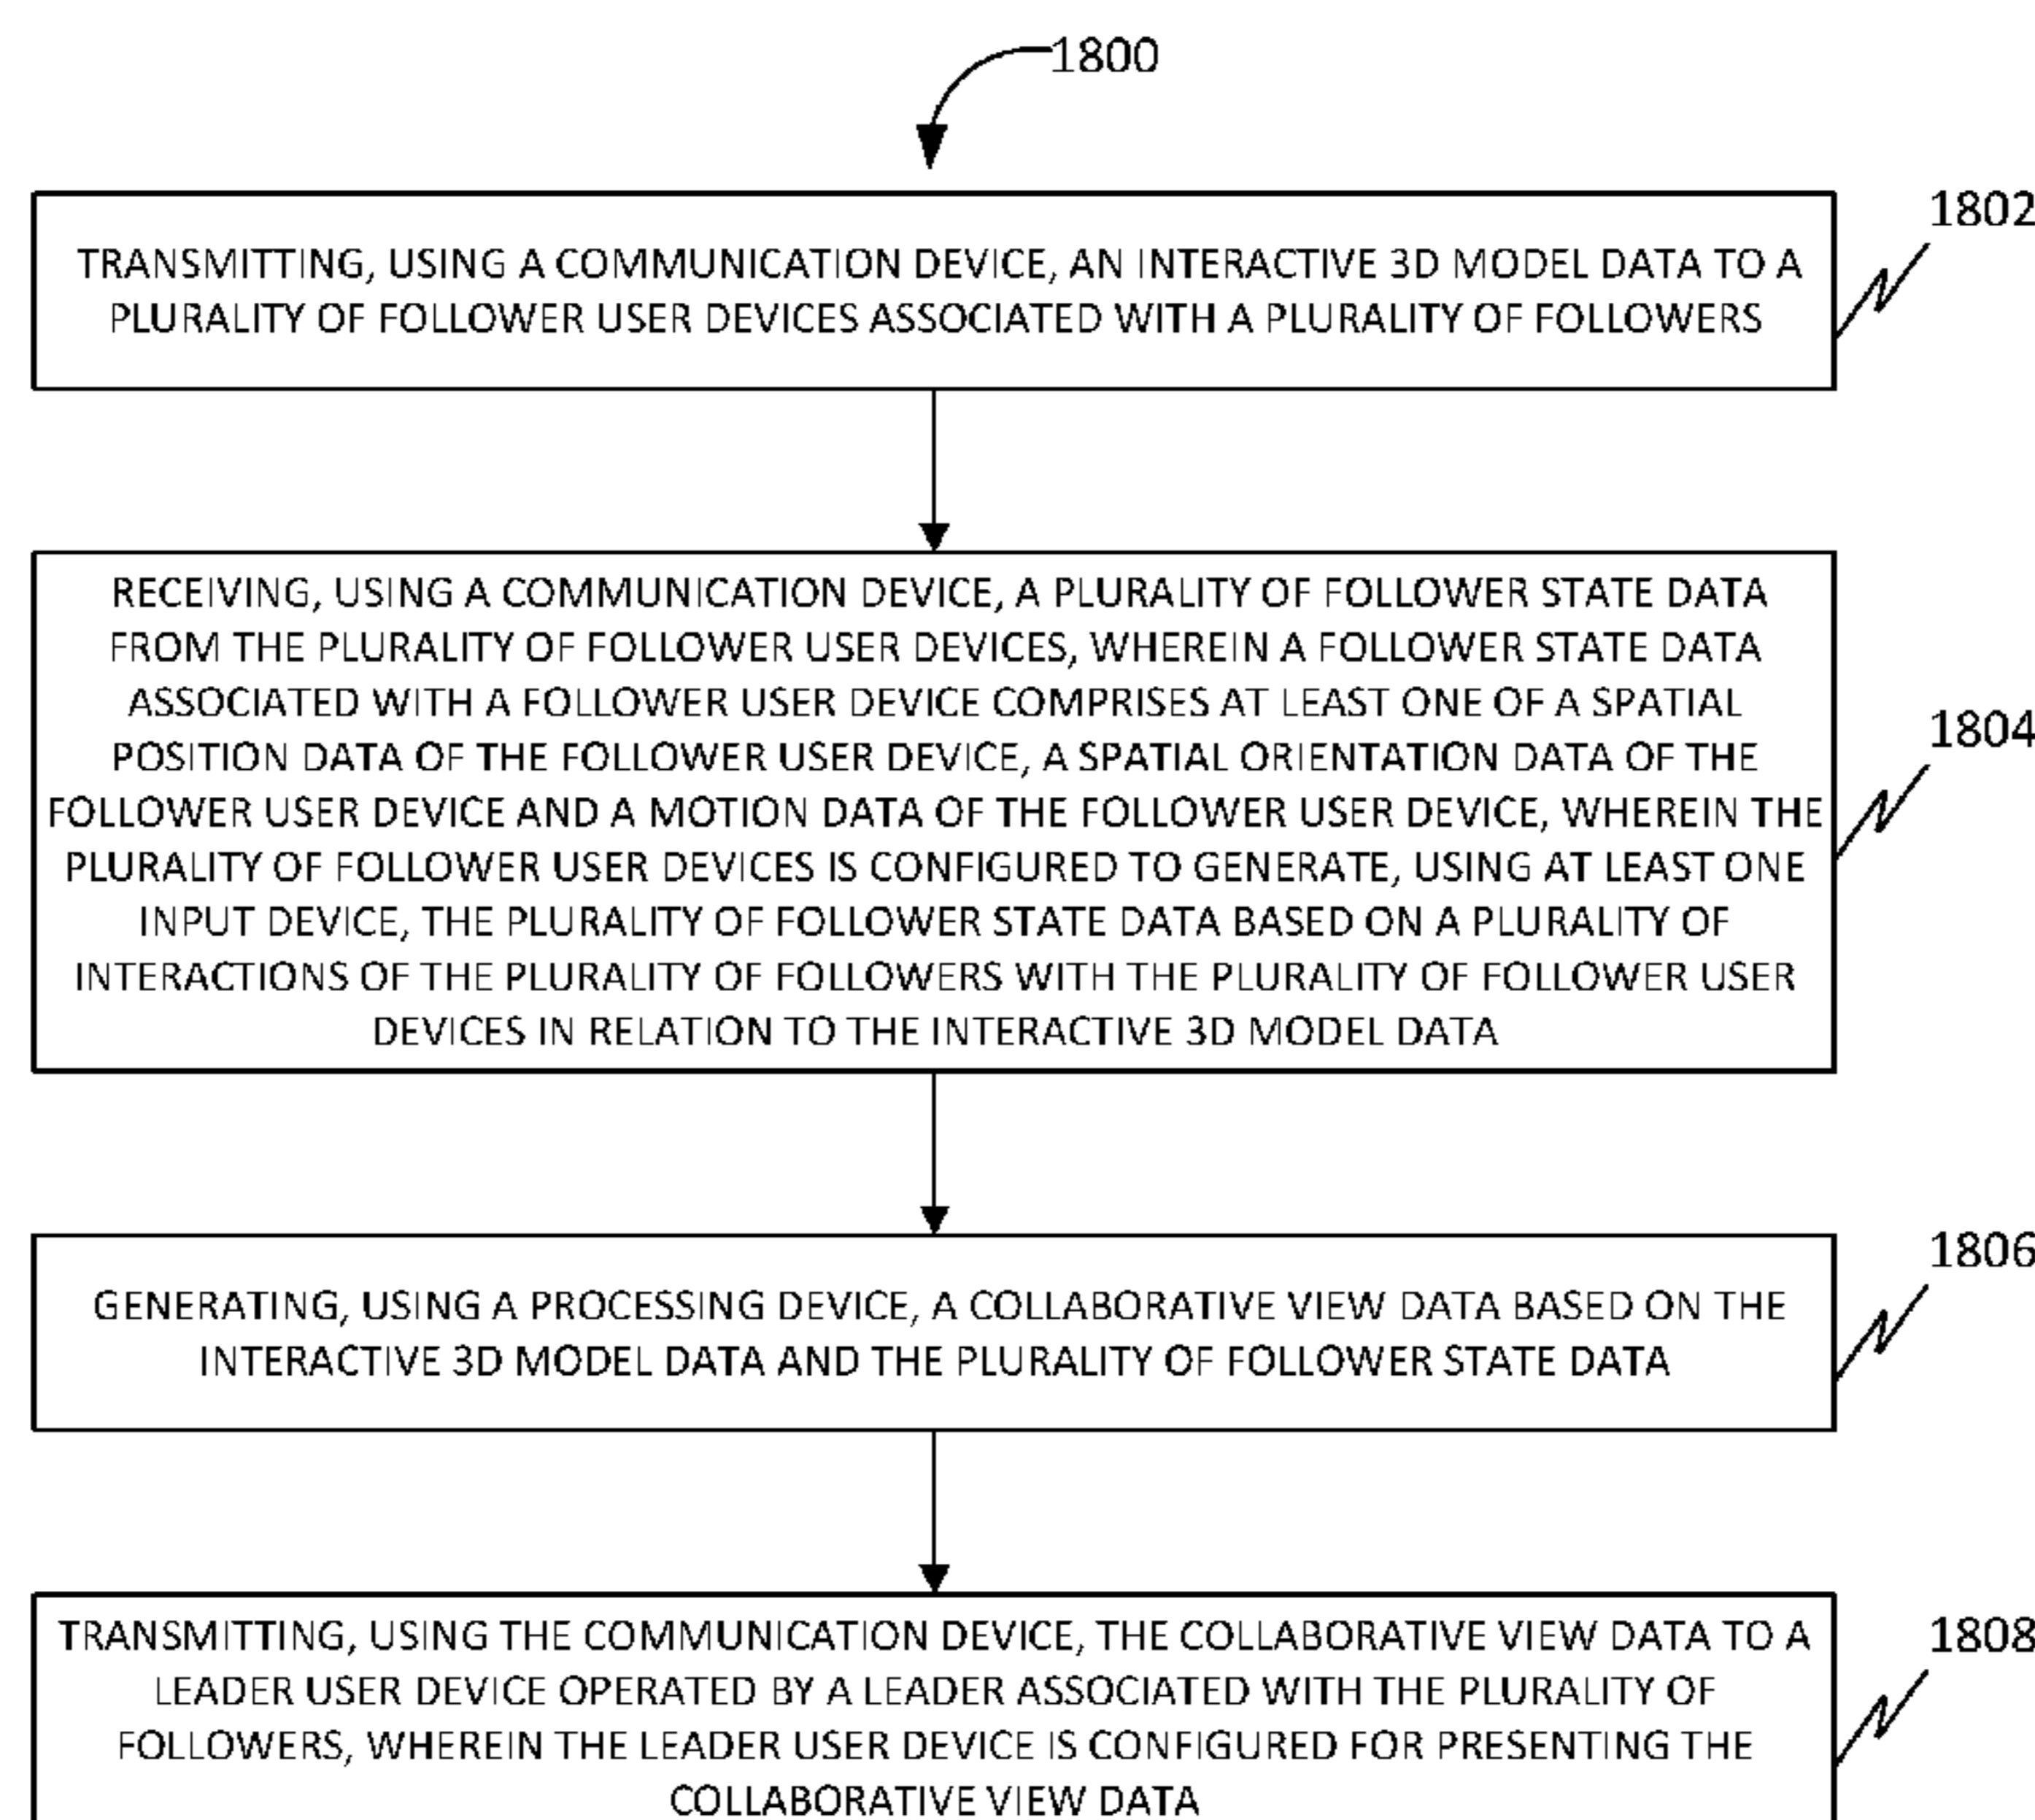 1800
1802
TRANSMITTING, USING A COMMUNICATION DEVICE, AN INTERACTIVE 3D MODEL DATA TO A
PLURALITY OF FOLLOWER USER DEVICES ASSOCIATED WITH A PLURALITY OF FOLLOWERS
RECEIVING, USING A COMMUNICATION DEVICE, A PLURALITY OF FOLLOWER STATE DATA
FROM THE PLURALITY OF FOLLOWER USER DEVICES, WHEREIN A FOLLOWER STATE DATA
ASSOCIATED WITH A FOLLOWER USER DEVICE COMPRISES AT LEAST ONE OF A SPATIAL
POSITION DATA OF THE FOLLOWER USER DEVICE, A SPATIAL ORIENTATION DATA OF THE
FOLLOWER USER DEVICE AND A MOTION DATA OF THE FOLLOWER USER DEVICE, WHEREIN THE
PLURALITY OF FOLLOWER USER DEVICES IS CONFIGURED TO GENERATE, USING AT LEAST ONE
INPUT DEVICE, THE PLURALITY OF FOLLOWER STATE DATA BASED ON A PLURALITY OF
INTERACTIONS OF THE PLURALITY OF FOLLOWERS WITH THE PLURALITY OF FOLLOWER USER
DEVICES IN RELATION TO THE INTERACTIVE 3D MODEL DATA
1804
1806
GENERATING, USING A PROCESSING DEVICE, A COLLABORATIVE VIEW DATA BASED ON THE
INTERACTIVE 3D MODEL DATA AND THE PLURALITY OF FOLLOWER STATE DATA
1808
TRANSMITTING, USING THE COMMUNICATION DEVICE, THE COLLABORATIVE VIEW DATA TO A
LEADER USER DEVICE OPERATED BY A LEADER ASSOCIATED WITH THE PLURALITY OF
FOLLOWERS, WHEREIN THE LEADER USER DEVICE IS CONFIGURED FOR PRESENTING THE
COLLABORATIVE VIEW DATA